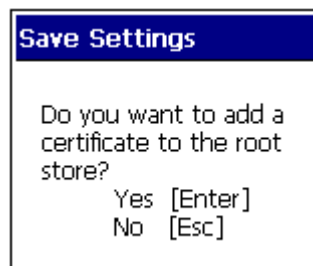 Save Settings
Do you want to add a
certificate to the root
store?
Yes [Enter]
No [Esc]